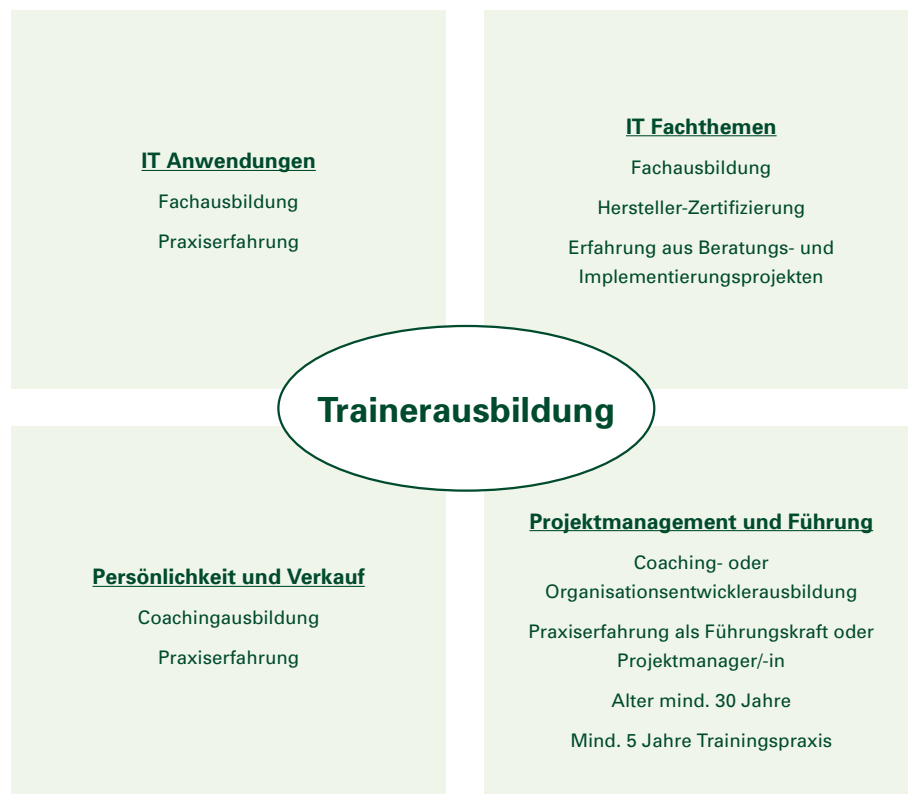 IT Anwendungen
Fachausbildung
Praxiserfahrung
IT Fachthemen
Fachausbildung
Hersteller-Zertifizierung
Erfahrung aus Beratungs- und
Implementierungsprojekten
Trainerausbildung
Persönlichkeit und Verkauf
Coachingausbildung
Praxiserfahrung
Projektmanagement und Führung
Coaching- oder
Organisationsentwicklerausbildung
Praxiserfahrung als Führungskraft oder
Projektmanager/-in
Alter mind. 30 Jahre
Mind. 5 Jahre Trainingspraxis